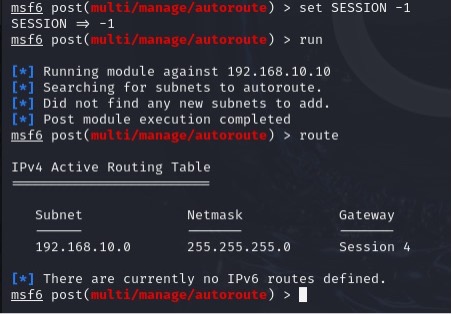 msf6 post(multi/manage/autoroute) > set SESSION -1
SESSION => -1
msf6 post(multi/manage/autoroute) > run
[*] Running module against 192.168.10.10
[*] Searching for subnets to autoroute.
[*] Did not find any new subnets to add.
[*] Post module execution completed
msf6 post(multi/manage/autoroute) > route
IPv4 Active Routing Table
=========================
Subnet Netmask Gateway
------ ------- -------
192.168.10.0 255.255.255.0 Session 4
[*] There are currently no IPv6 routes defined.
msf6 post(multi/manage/autoroute) >